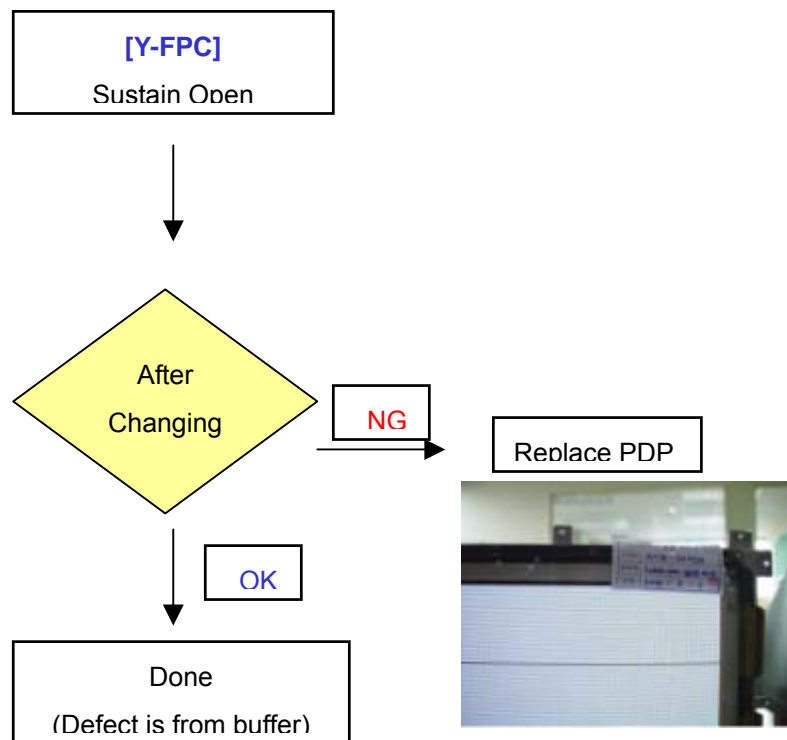 [Y-FPC]
Sustain Open
After
Changing
NG
Replace PDP
OK
Done
(Defect is from buffer)